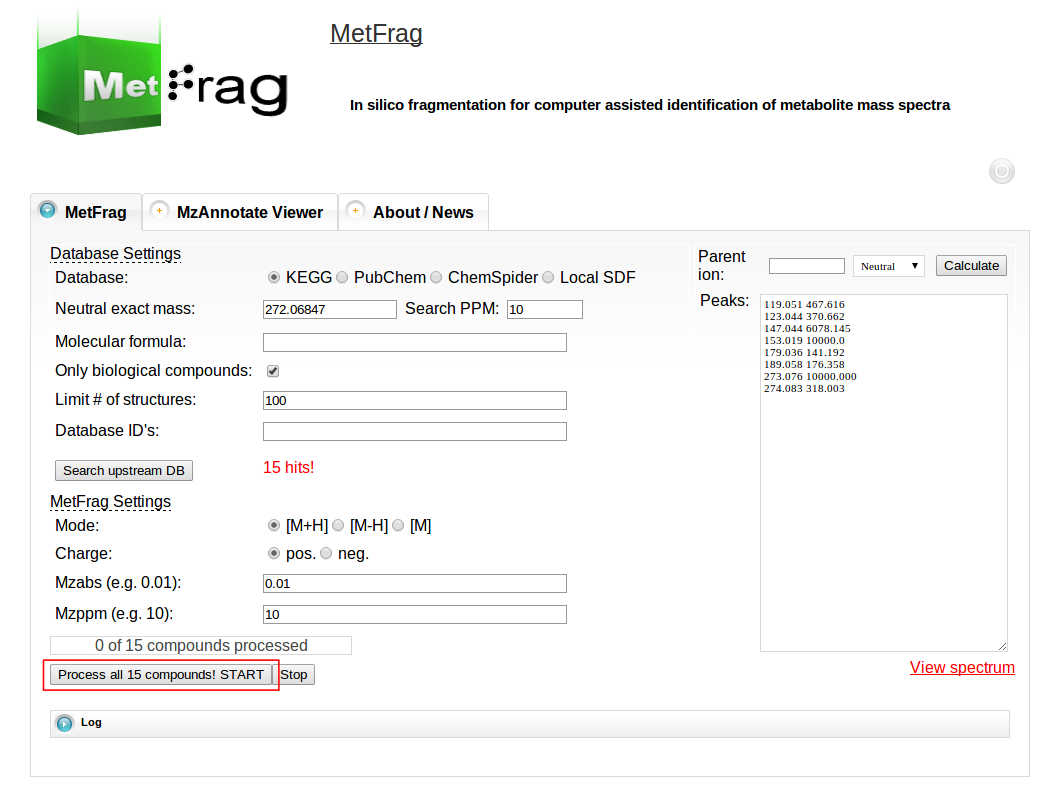 MetFrag
MetFrag
In silico fragmentation for computer assisted identification of metabolite mass spectra
MetFrag MzAnnotate Viewer About / News
Database Settings
Database: KEGG PubChem ChemSpider Local SDF
Neutral exact mass: 272.06847 Search PPM: 10
Molecular formula:
Only biological compounds:
Limit # of structures: 100
Database ID's:
Search upstream DB 15 hits!
MetFrag Settings
Mode: [M+H] [M-H] [M]
Charge: pos. neg.
Mzabs (e.g. 0.01): 0.01
Mzppm (e.g. 10): 10
0 of 15 compounds processed
Process all 15 compounds! START Stop
Log
Parent
ion: Neutral Calculate
Peaks:
119.051 467.616
123.044 370.662
147.044 6078.145
153.019 10000.0
179.036 141.192
189.058 176.358
273.076 10000.000
274.083 318.003
View spectrum